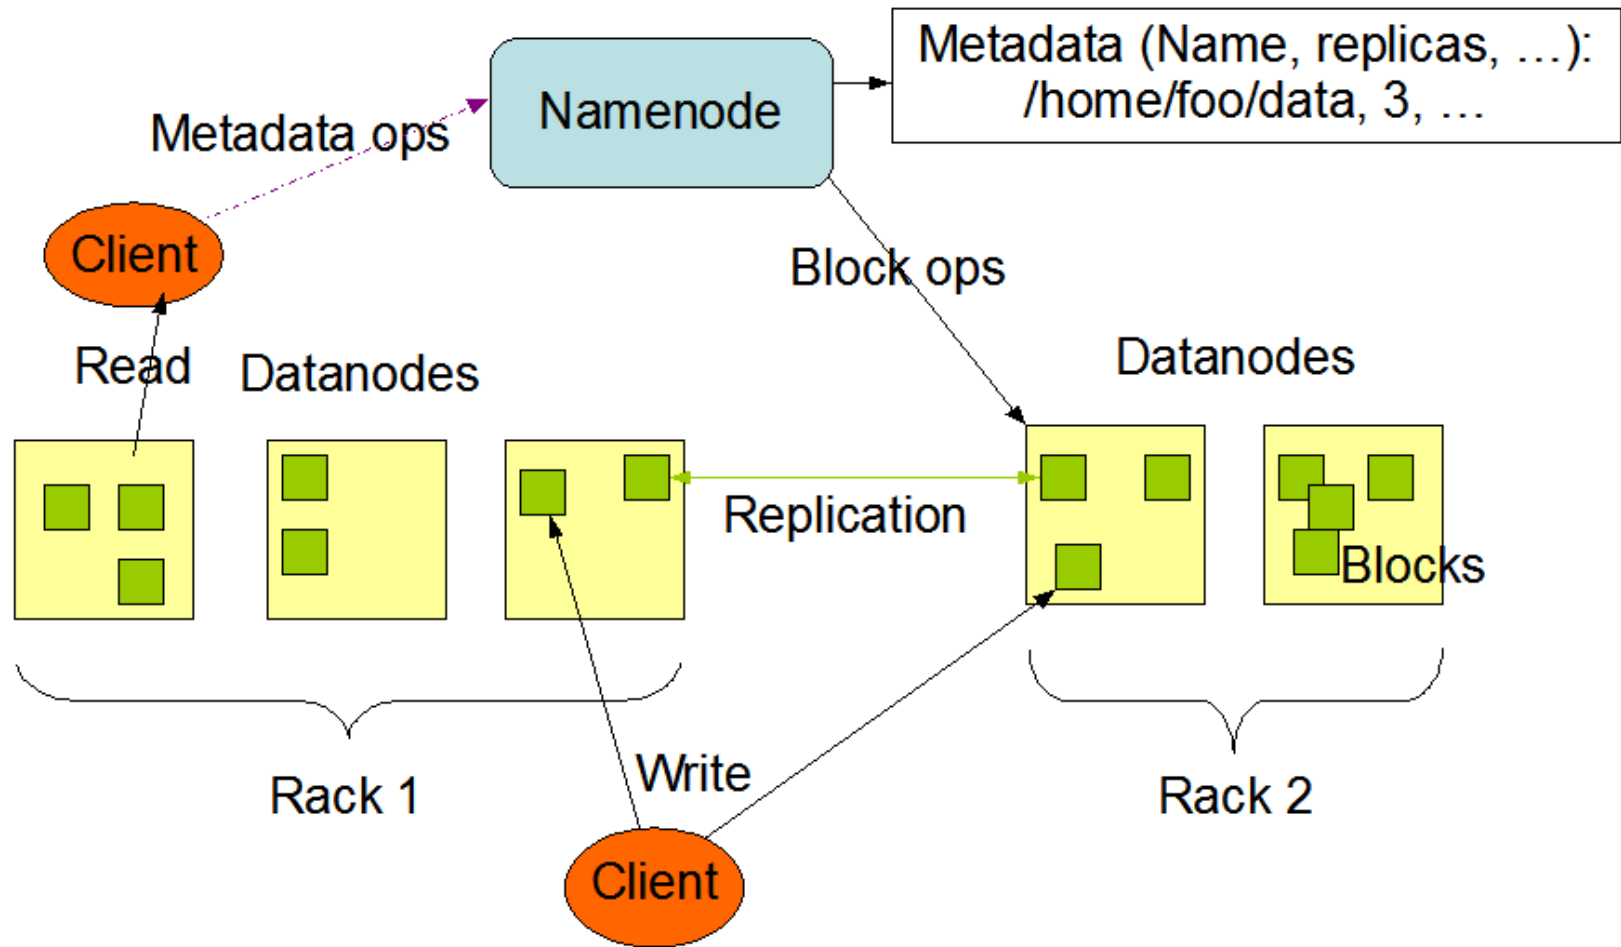 Metadata (Name, replicas, …):
/home/foo/data, 3, …
Namenode
Metadata ops
Client
Block ops
Read
Datanodes
Datanodes
Replication
Blocks
Rack 1
Write
Rack 2
Client